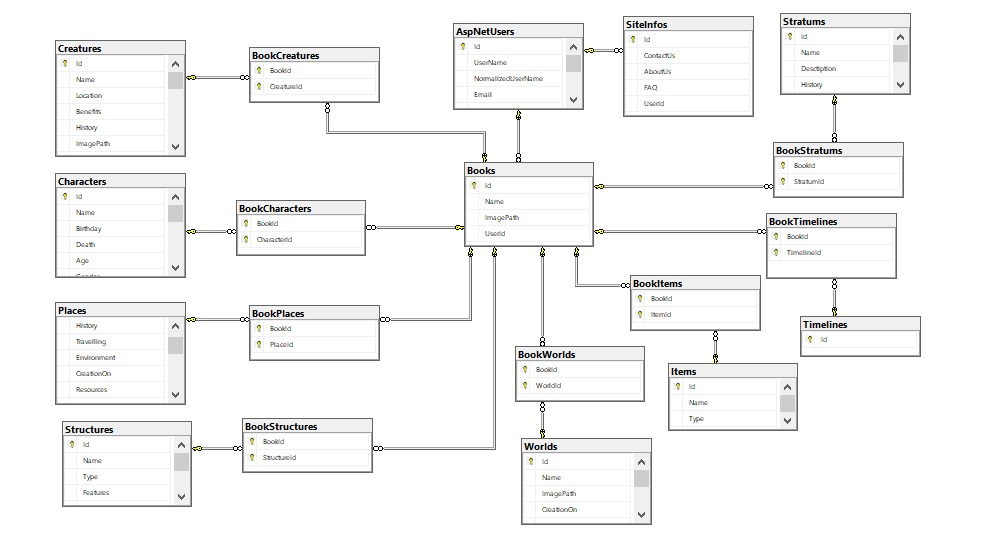 Creatures
Id
Name
Location
Benefits
History
ImagePath
BookCreatures
BookId
CreatureId
AspNetUsers
Id
UserName
NormalizedUserName
Email
SiteInfos
Id
ContactUs
AboutUs
FAQ
UserId
Stratums
Id
Name
Desctiption
History
Characters
Id
Name
Birthday
Death
Age
Gender
BookCharacters
BookId
CharacterId
Books
Id
Name
ImagePath
UserId
BookStratums
BookId
StratumId
BookTimelines
BookId
TimelineId
Places
History
Travelling
Environment
CreationOn
Resources
BookPlaces
BookId
PlaceId
BookItems
BookId
ItemId
Timelines
Id
BookWorlds
BookId
WorldId
Items
Id
Name
Type
Structures
Id
Name
Type
Features
BookStructures
BookId
StructureId
Worlds
Id
Name
ImagePath
CreationOn